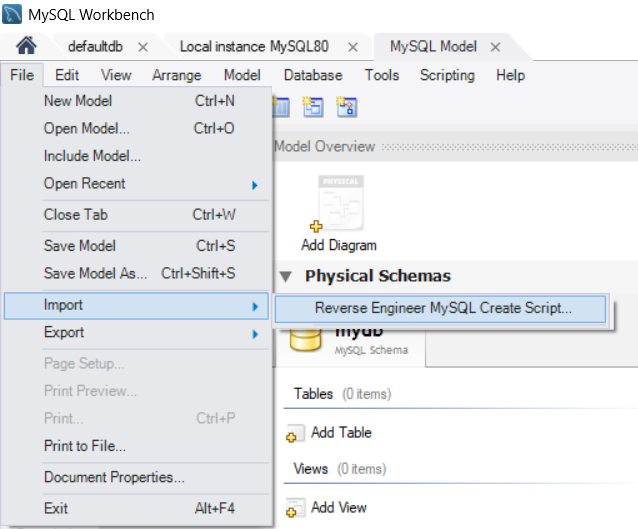 MySQL Workbench
defaultdb
Local instance MySQL80
MySQL Model
File Edit View Arrange Model Database Tools Scripting Help
New Model Ctrl+N
Open Model... Ctrl+O
Include Model...
Open Recent
Close Tab Ctrl+W
Save Model Ctrl+S
Save Model As... Ctrl+Shift+S
Import
Export
Page Setup...
Print Preview...
Print... Ctrl+P
Print to File...
Document Properties...
Exit Alt+F4
Reverse Engineer MySQL Create Script...
Model Overview
PHYSICAL
Add Diagram
Physical Schemas
mydb
MySQL Schema
Tables (0 items)
Add Table
Views (0 items)
Add View